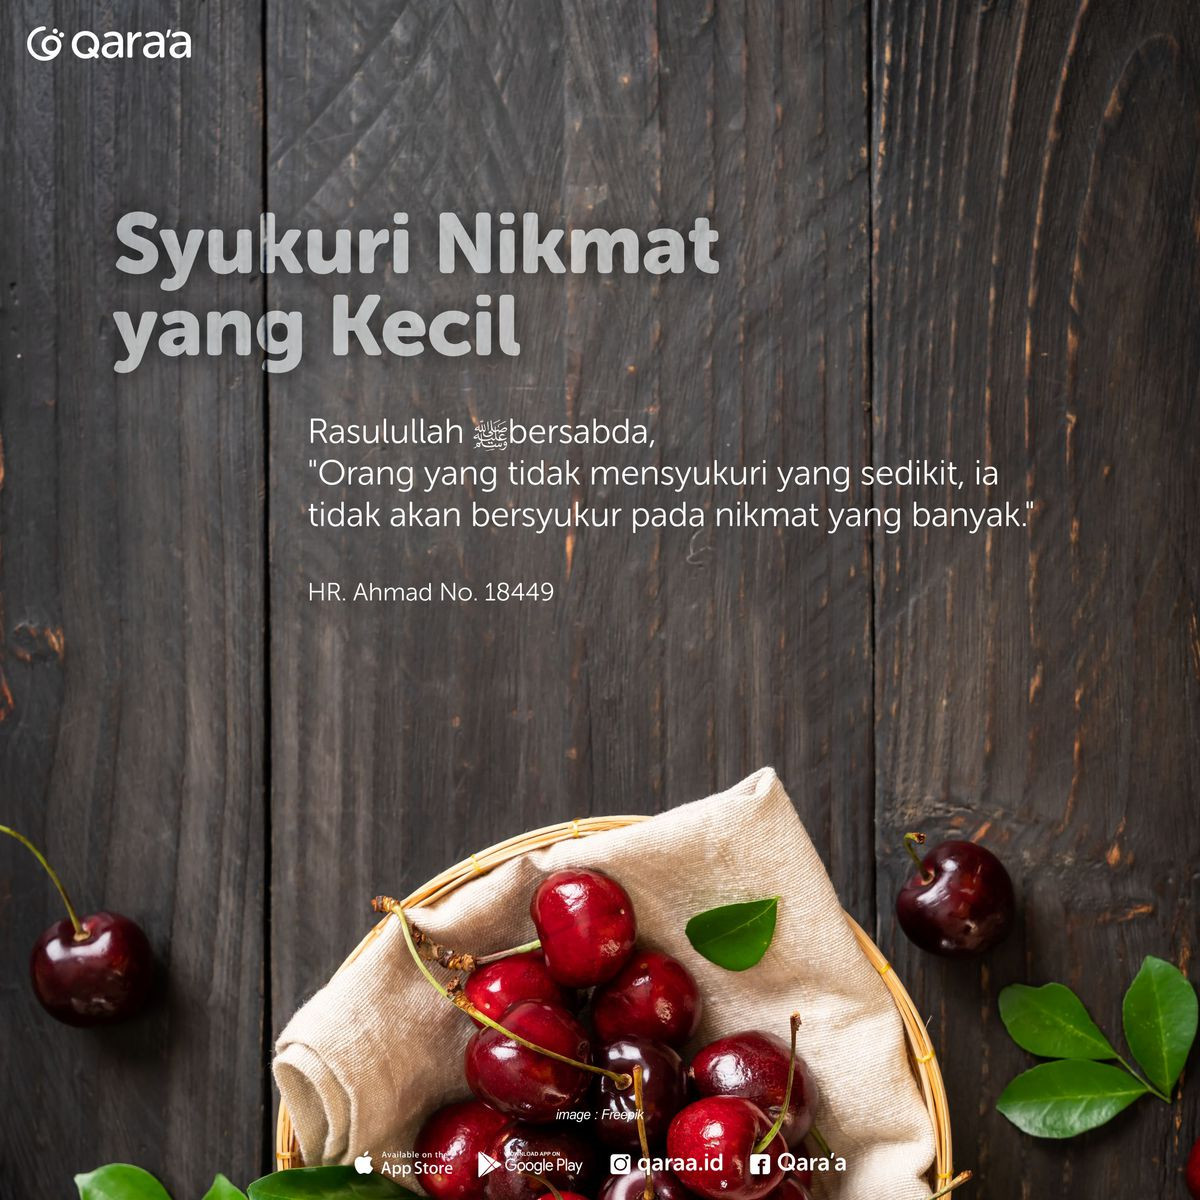 Qara'a
Syukuri Nikmat
yang Kecil
Rasulullah ﷺbersabda,
"Orang yang tidak mensyukuri yang sedikit, ia
tidak akan bersyukur pada nikmat yang banyak."
HR. Ahmad No. 18449
image : Freepik
Available on the
App Store
DOWNLOAD APP ON
Google Play
qaraa.id
Qara'a